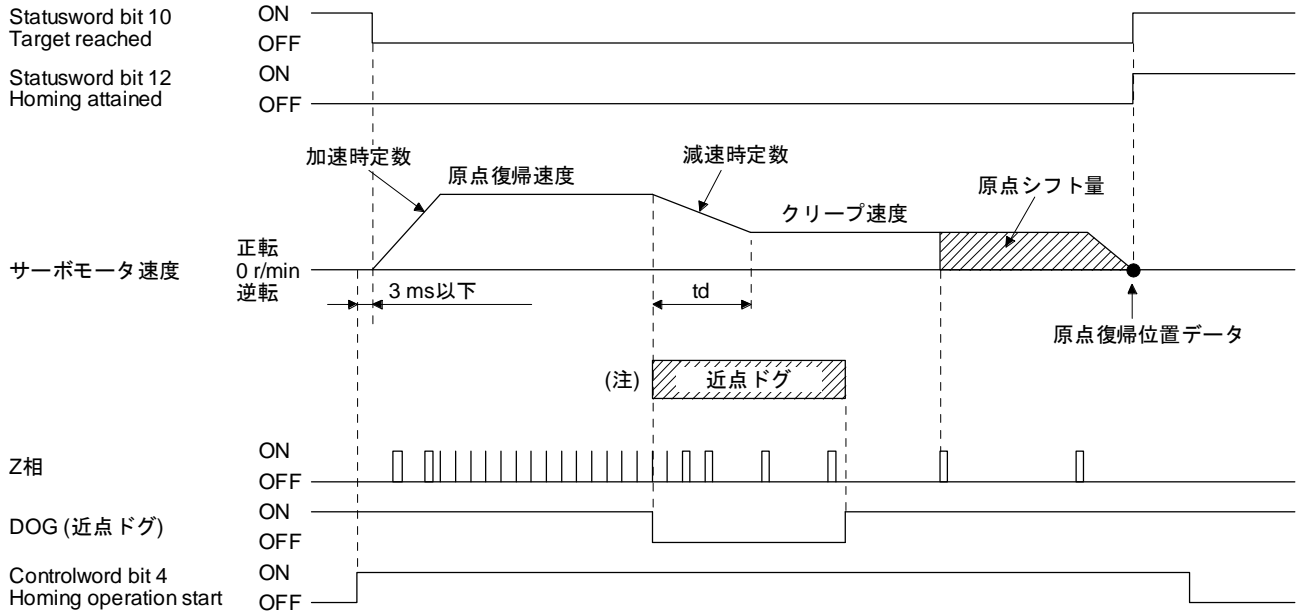 Statusword bit 10
Target reached
ON
OFF
Statusword bit 12
Homing attained
ON
OFF
加速時定数
原点復帰速度
減速時定数
クリープ速度
原点シフト量
サーボモータ速度
正転
0 r/min
逆転
3 ms以下
td
原点復帰位置データ
(注)
近点ドグ
Z相
ON
OFF
DOG (近点ドグ)
ON
OFF
Controlword bit 4
Homing operation start
ON
OFF